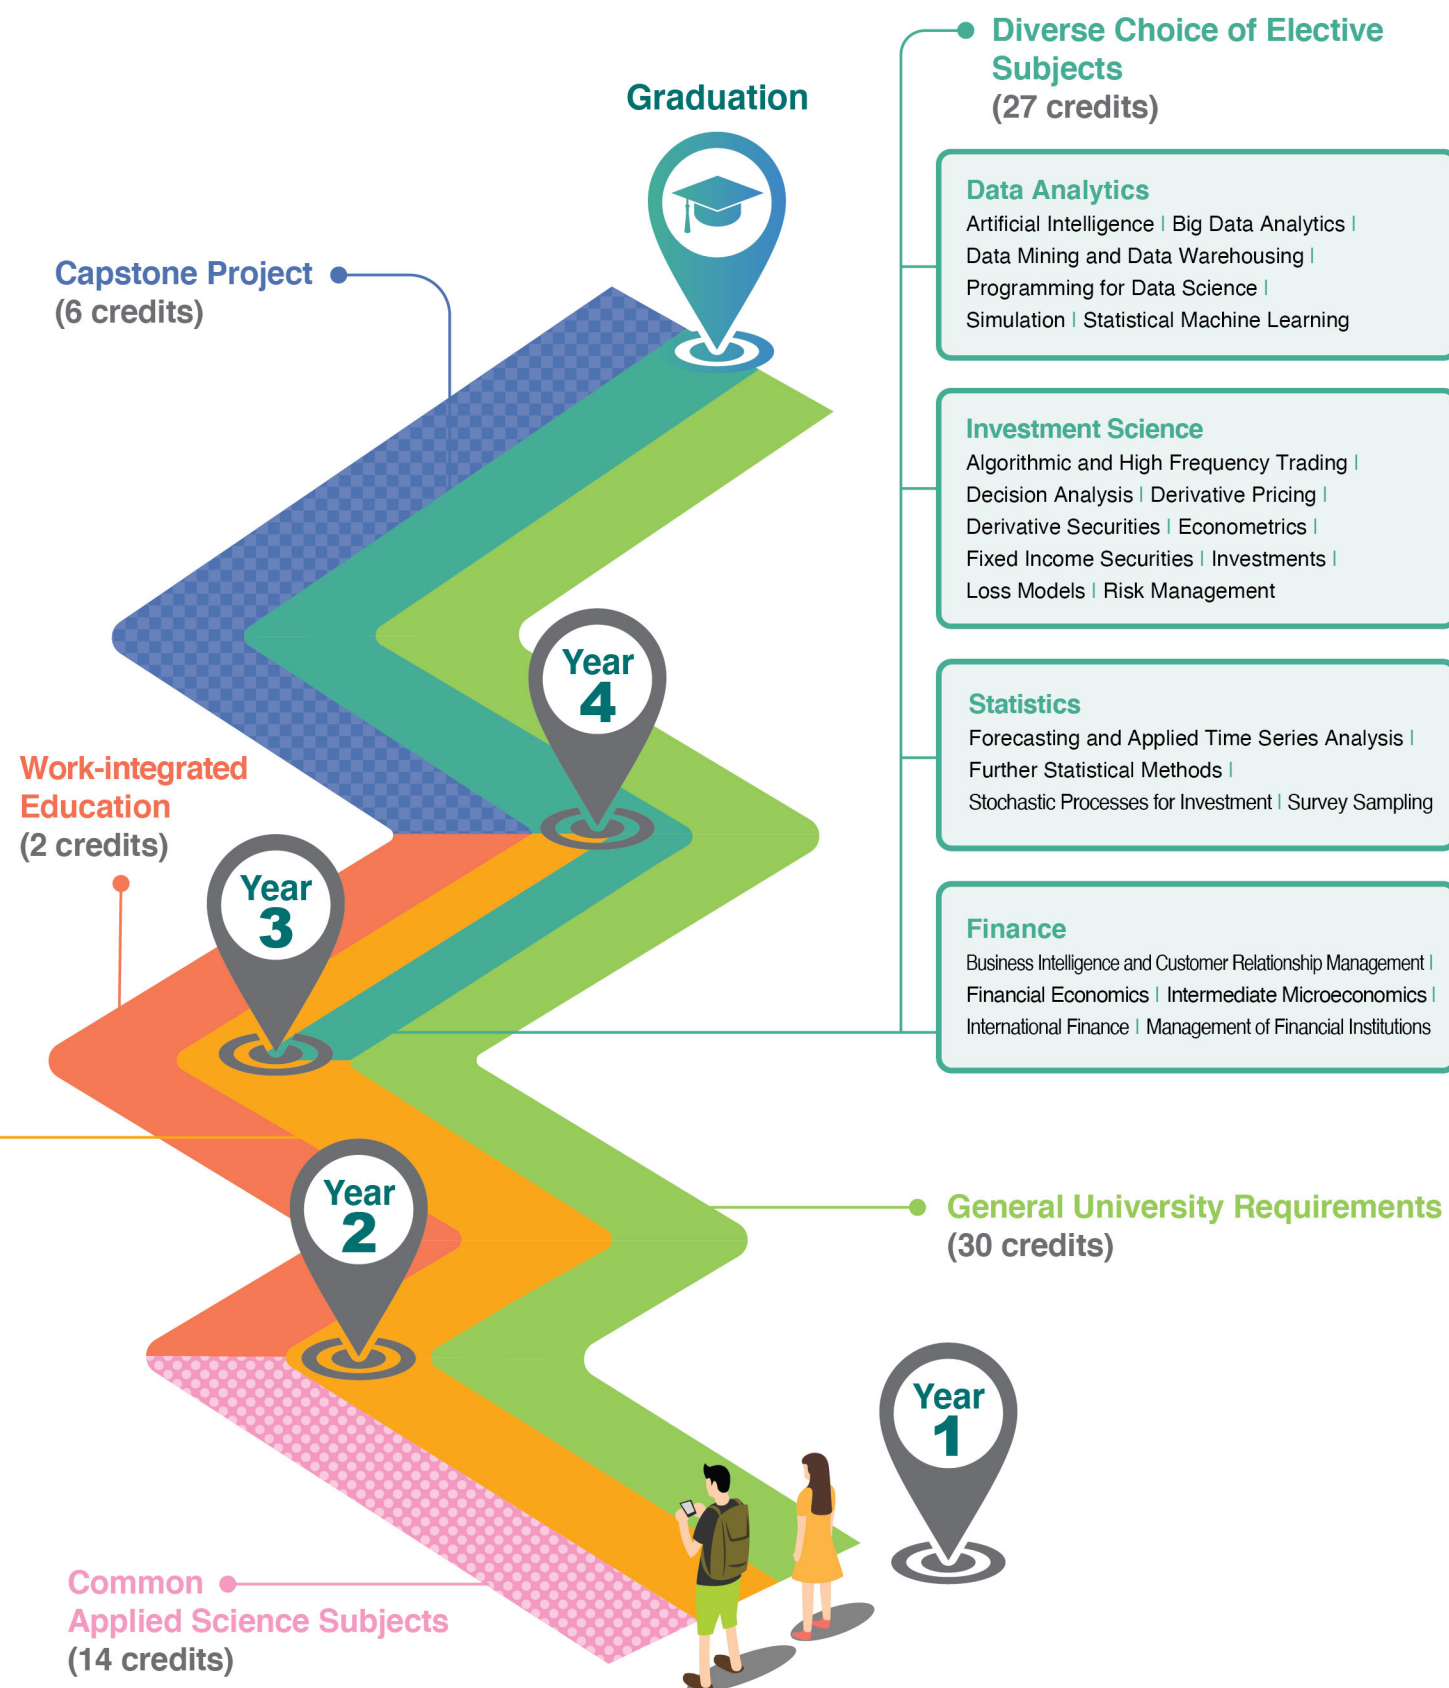 Diverse Choice of Elective
Subjects
(27 credits)
Graduation
Data Analytics
Artificial Intelligence | Big Data Analytics |
Data Mining and Data Warehousing |
Programming for Data Science |
Simulation | Statistical Machine Learning
Capstone Project
(6 credits)
Investment Science
Algorithmic and High Frequency Trading |
Decision Analysis | Derivative Pricing |
Derivative Securities | Econometrics |
Fixed Income Securities | Investments |
Loss Models | Risk Management
Year
4
Statistics
Forecasting and Applied Time Series Analysis |
Further Statistical Methods |
Stochastic Processes for Investment | Survey Sampling
Work-integrated
Education
(2 credits)
Year
3
Finance
Business Intelligence and Customer Relationship Management |
Financial Economics | Intermediate Microeconomics |
International Finance | Management of Financial Institutions
Year
2
General University Requirements
(30 credits)
Year
1
Common
Applied Science Subjects
(14 credits)